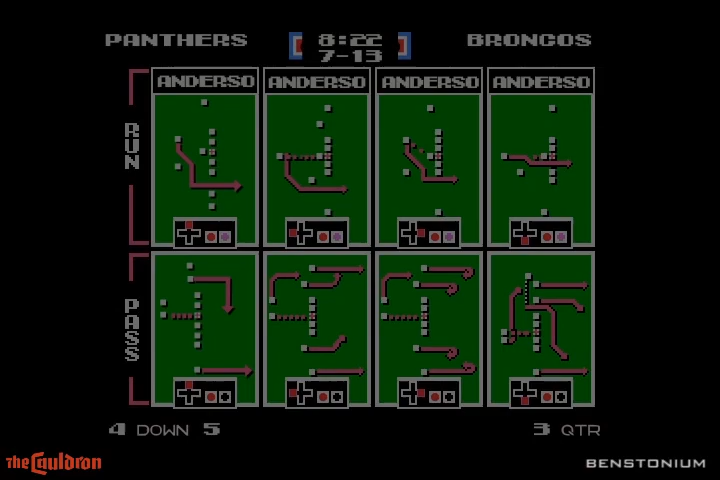 PANTHERS 8:22 BRONCOS
7-13
ANDERSO ANDERSO ANDERSO ANDERSO
RUN
PASS
4 DOWN 5 3 QTR
the Cauldron BENSTONIUM